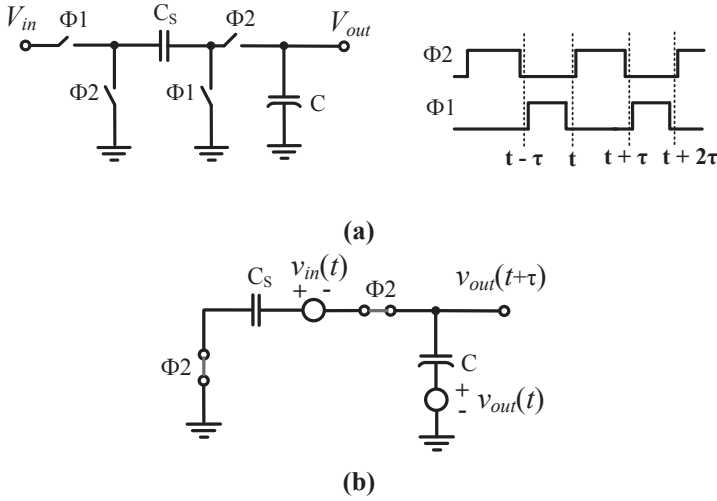 V_in Φ1 C_S Φ2 V_out
Φ2 Φ1 C
Φ2
Φ1
t - τ t t + τ t + 2τ
(a)
C_S v_in(t) Φ2 v_out(t+τ)
+ -
Φ2 C
+ - v_out(t)
(b)